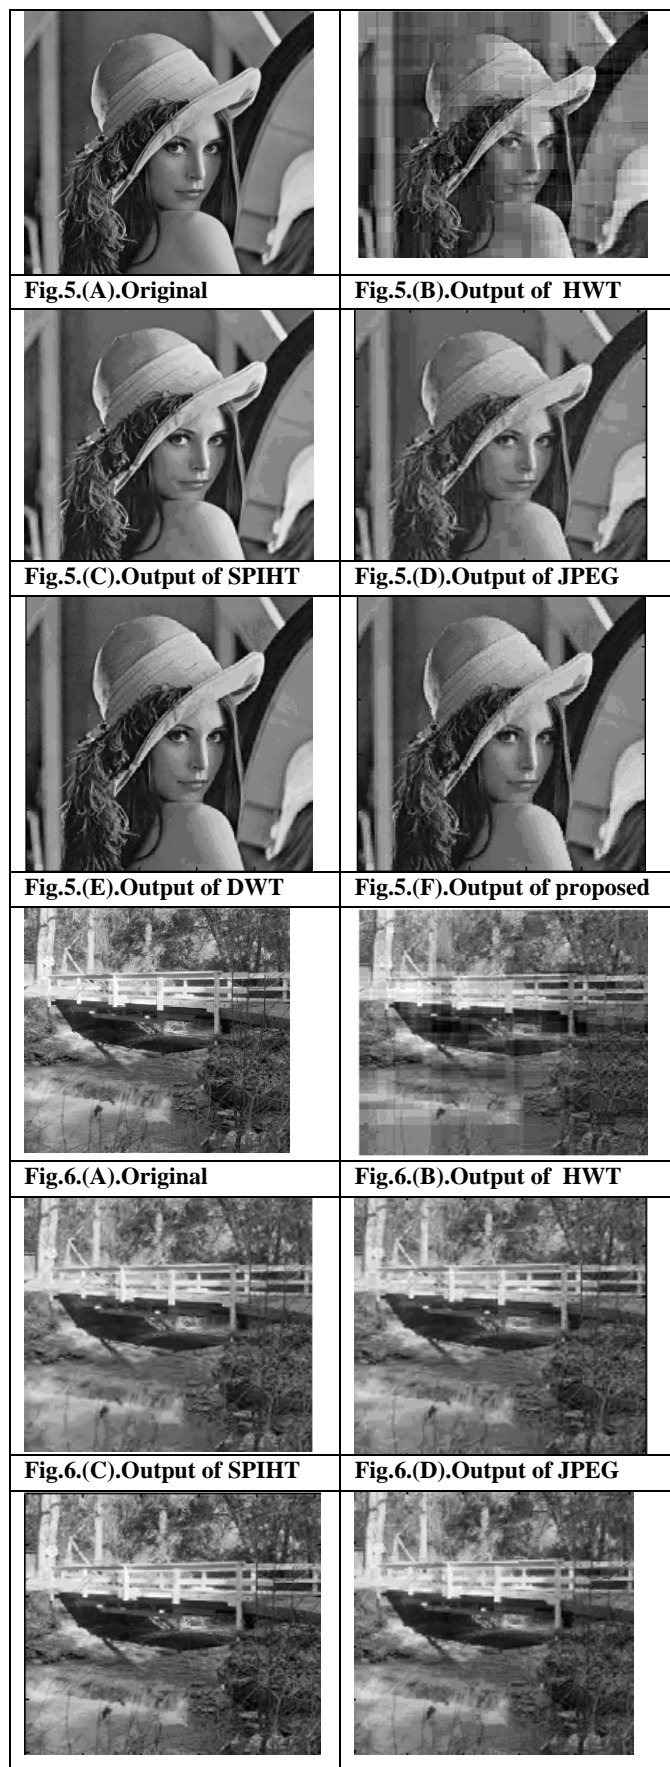 Fig.5.(A).Original
Fig.5.(B).Output of HWT
Fig.5.(C).Output of SPIHT
Fig.5.(D).Output of JPEG
Fig.5.(E).Output of DWT
Fig.5.(F).Output of proposed
Fig.6.(A).Original
Fig.6.(B).Output of HWT
Fig.6.(C).Output of SPIHT
Fig.6.(D).Output of JPEG